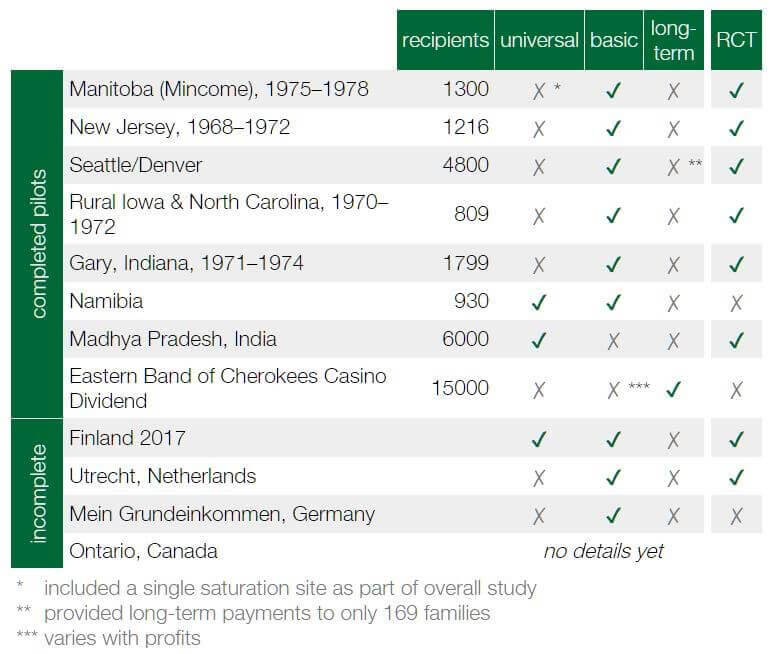 recipients universal basic long-term RCT
completed pilots
Manitoba (Mincome), 1975–1978 1300 ✗ * ✓ ✗ ✓
New Jersey, 1968–1972 1216 ✗ ✓ ✗ ✓
Seattle/Denver 4800 ✗ ✓ ✗ ** ✓
Rural Iowa & North Carolina, 1970–
1972 809 ✗ ✓ ✗ ✓
Gary, Indiana, 1971–1974 1799 ✗ ✓ ✗ ✓
Namibia 930 ✓ ✓ ✗ ✗
Madhya Pradesh, India 6000 ✓ ✗ ✗ ✓
Eastern Band of Cherokees Casino
Dividend 15000 ✗ ✗ *** ✓ ✗
incomplete
Finland 2017 ✓ ✓ ✗ ✓
Utrecht, Netherlands ✗ ✓ ✗ ✓
Mein Grundeinkommen, Germany ✗ ✓ ✗ ✗
Ontario, Canada no details yet
* included a single saturation site as part of overall study
** provided long-term payments to only 169 families
*** varies with profits